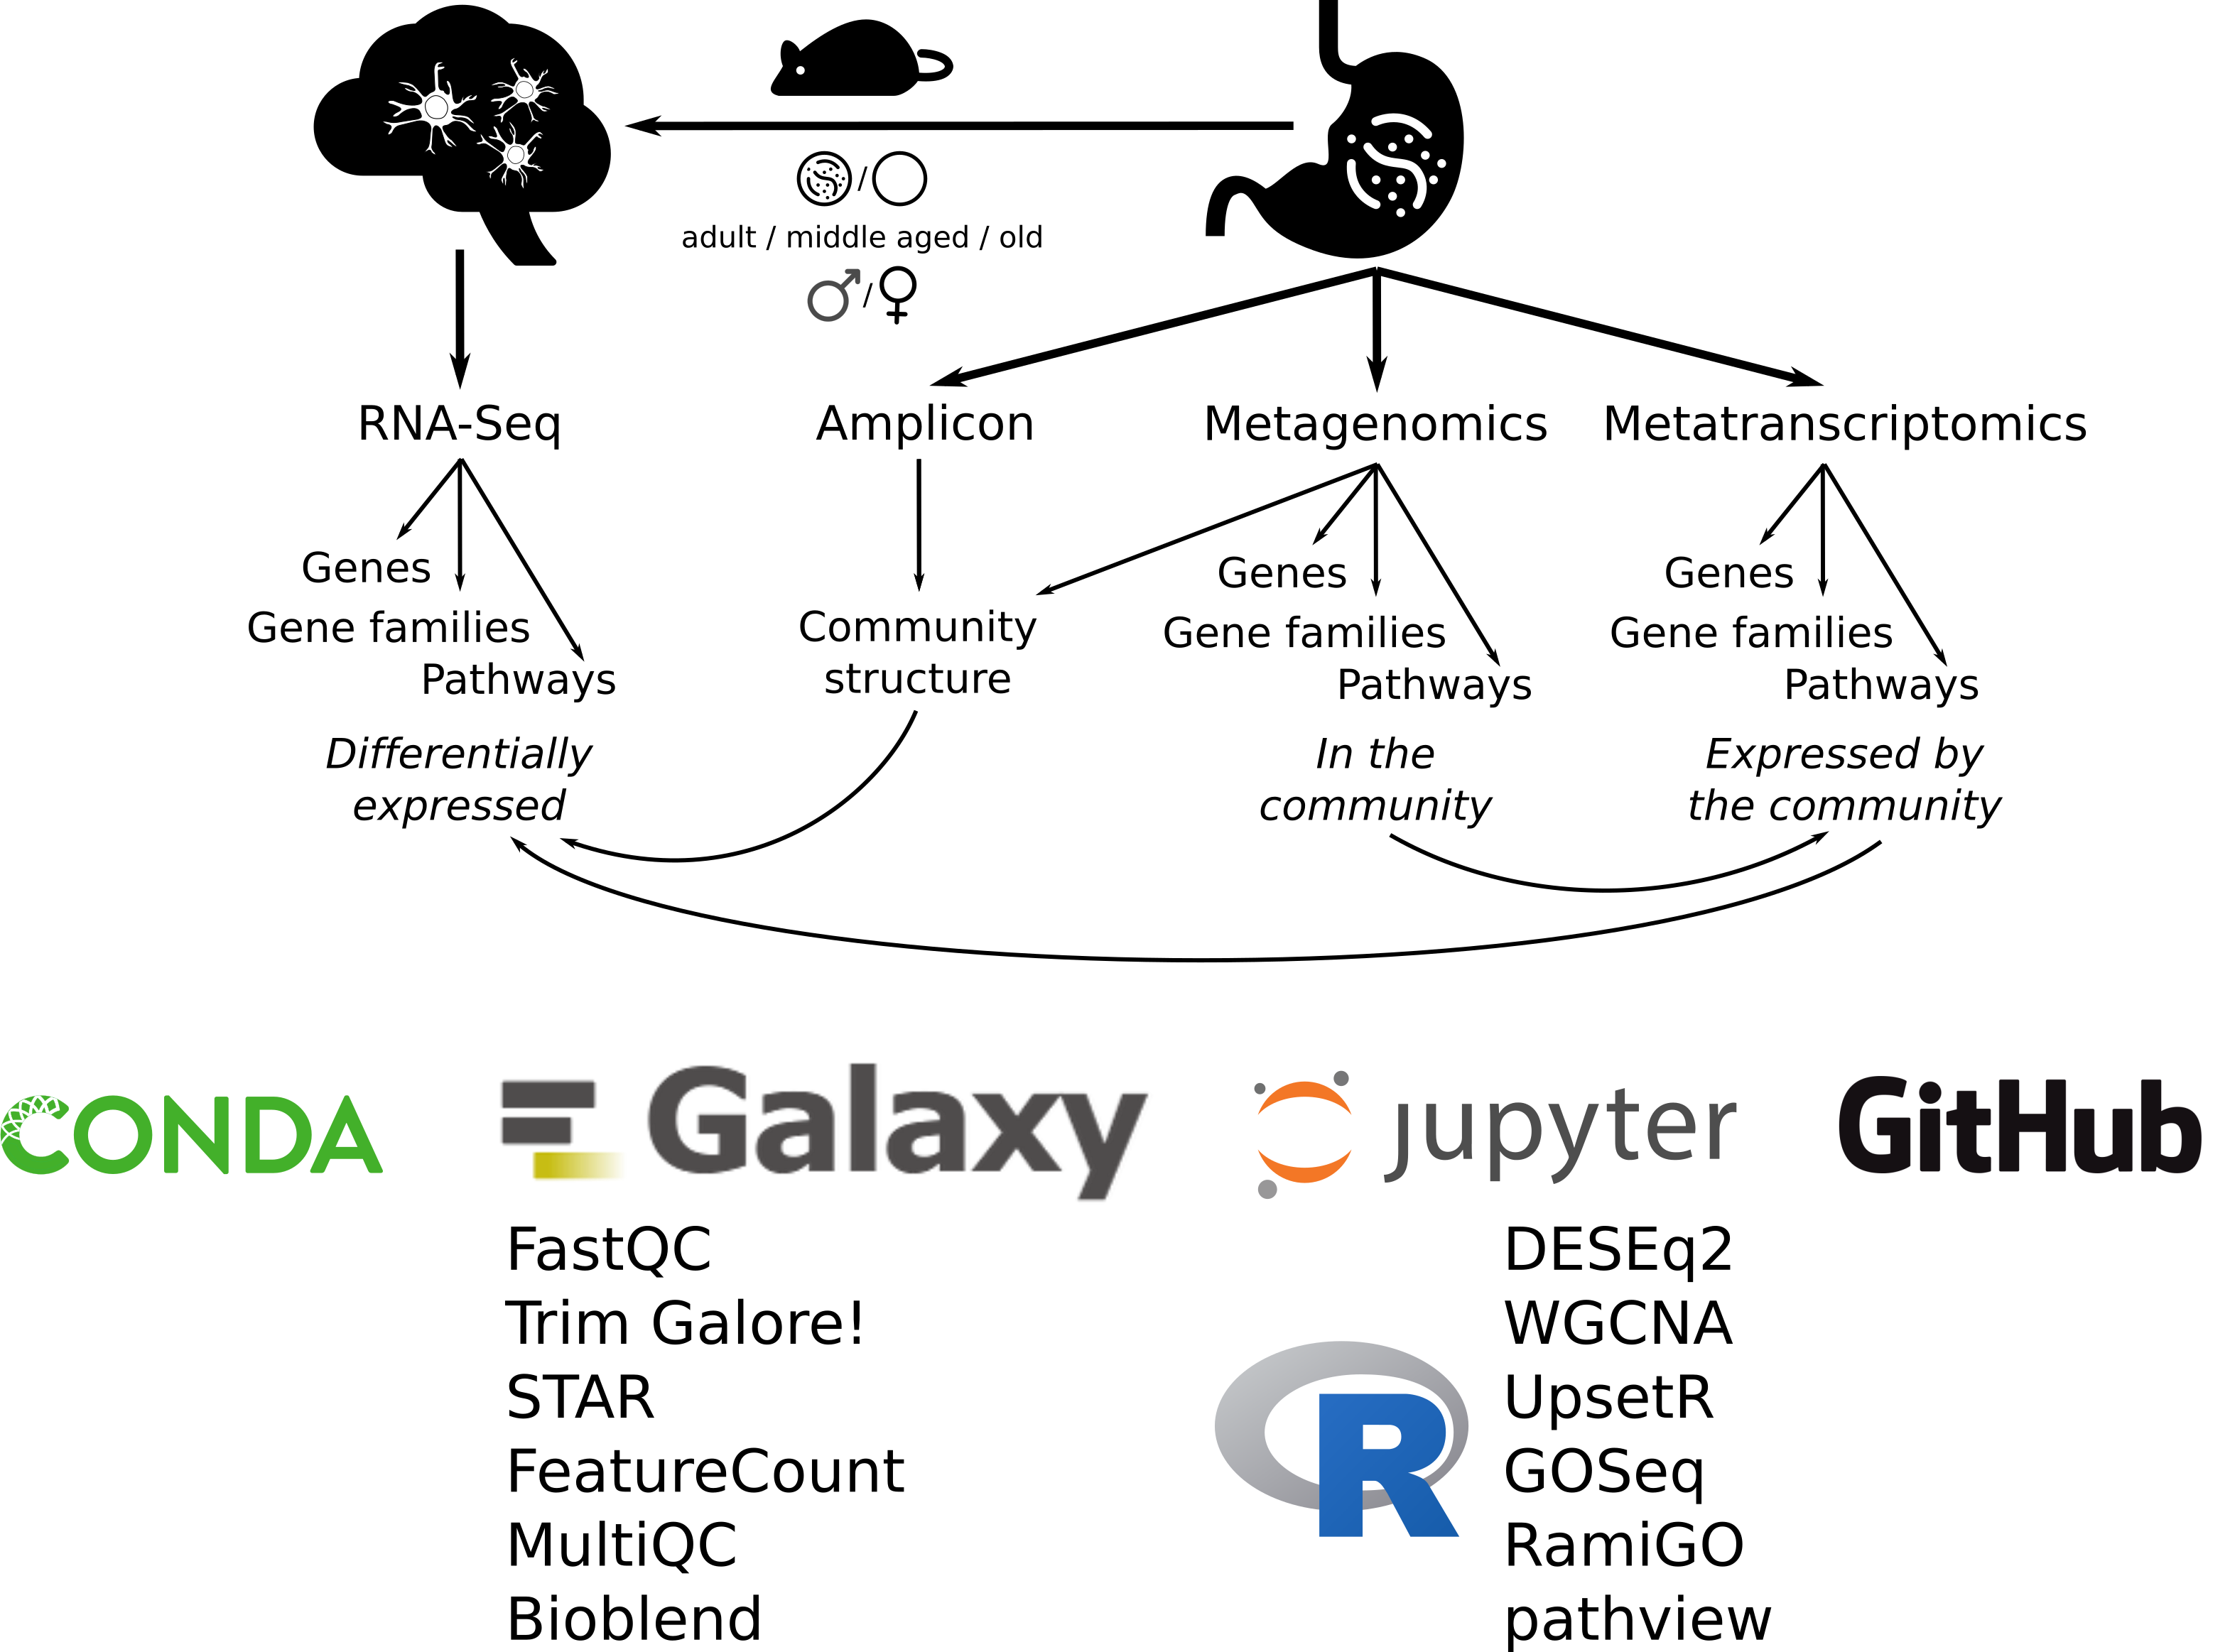 /
adult / middle aged / old
/
RNA-Seq
Amplicon
Metagenomics
Metatranscriptomics
Genes
Gene families
Pathways
Differentially
expressed
Community
structure
Genes
Gene families
Pathways
In the
community
Genes
Gene families
Pathways
Expressed by
the community
CONDA
Galaxy
jupyter
GitHub
FastQC
Trim Galore!
STAR
FeatureCount
MultiQC
Bioblend
R
DESEq2
WGCNA
UpsetR
GOSeq
RamiGO
pathview